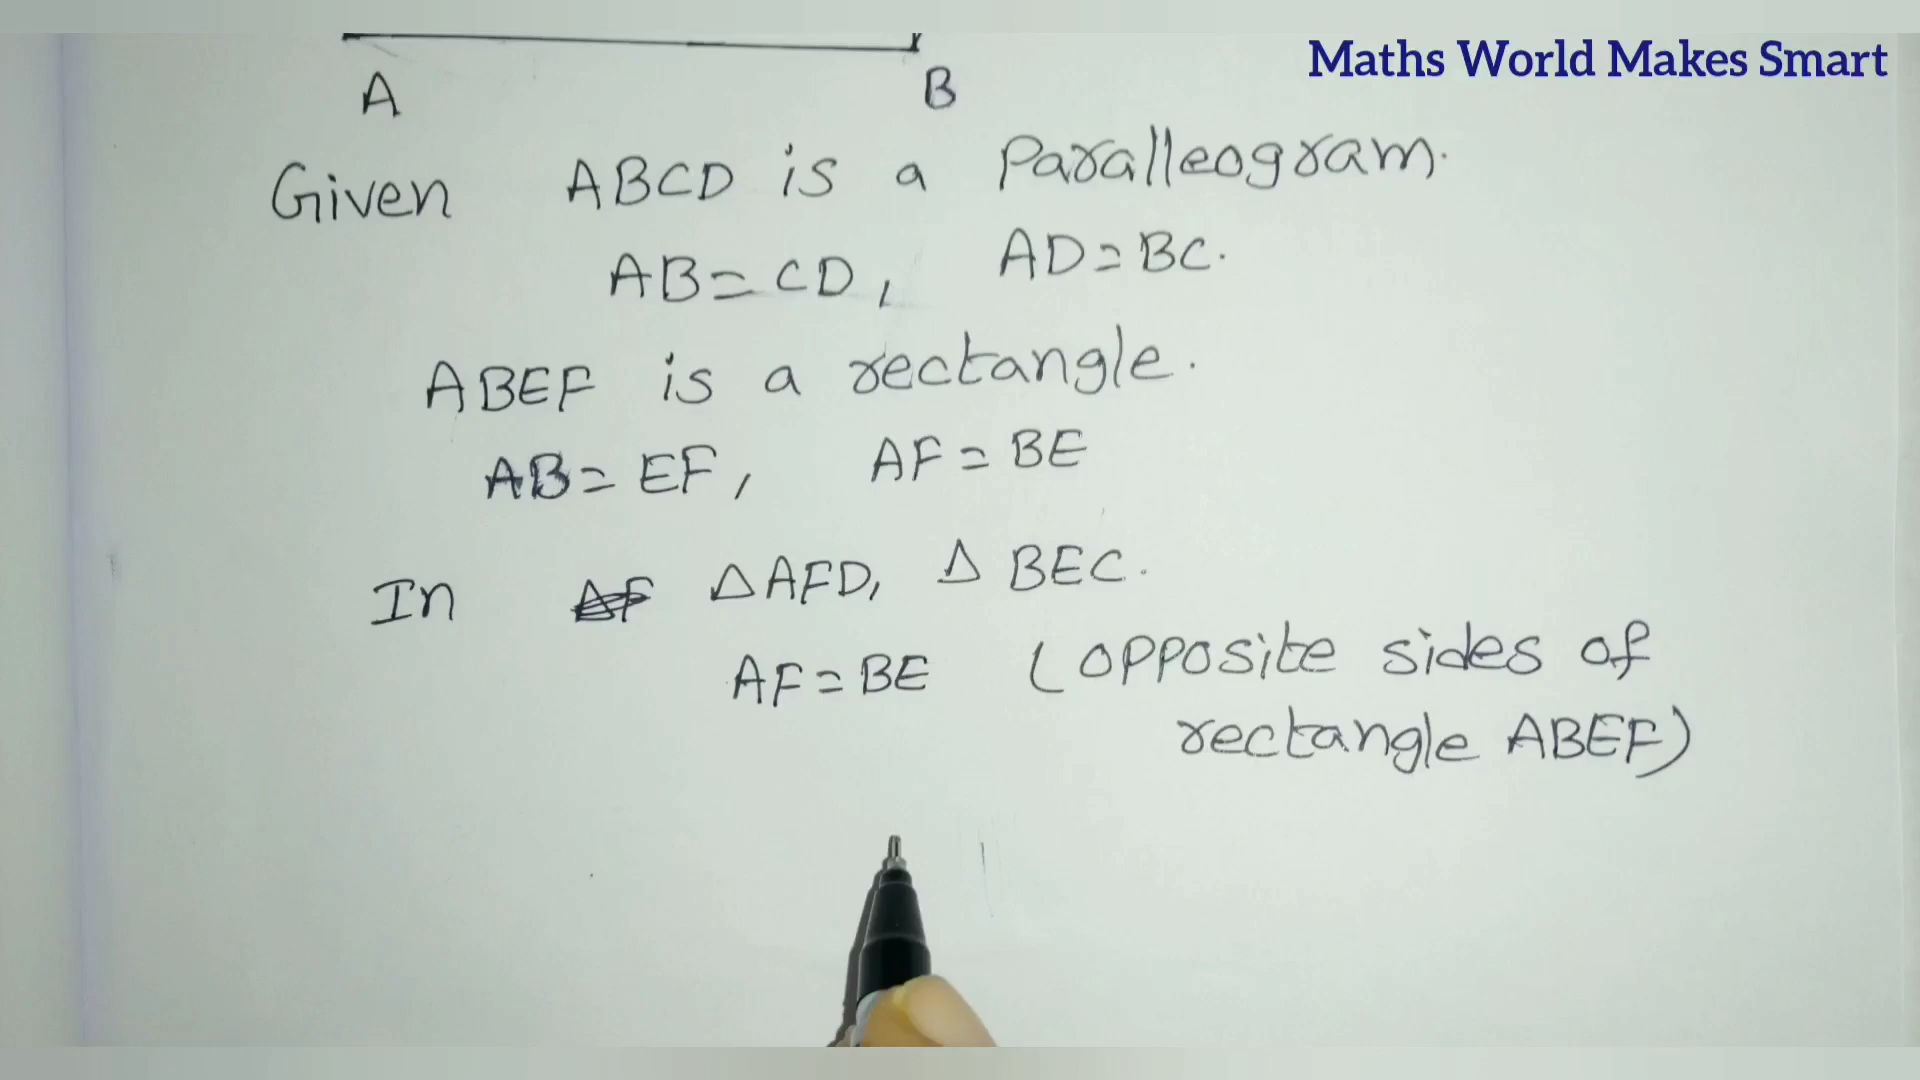 Maths World Makes Smart
A B
Given ABCD is a Paralleogram.
AB = CD, AD = BC.
ABEF is a rectangle.
AB = EF, AF = BE
In △AFD, △ BEC.
AF = BE (opposite sides of
rectangle ABEF)